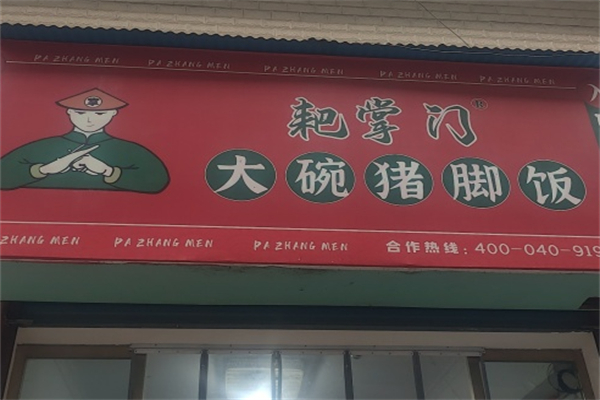 PA ZHANG MEN PA ZHANG MEN PA ZHANG MEN PA ZHANG MEN PA ZHANG MEN
耙掌门®
大碗猪脚饭
ZHANG MEN PA ZHANG MEN PA ZHANG MEN 合作热线：400-040-919